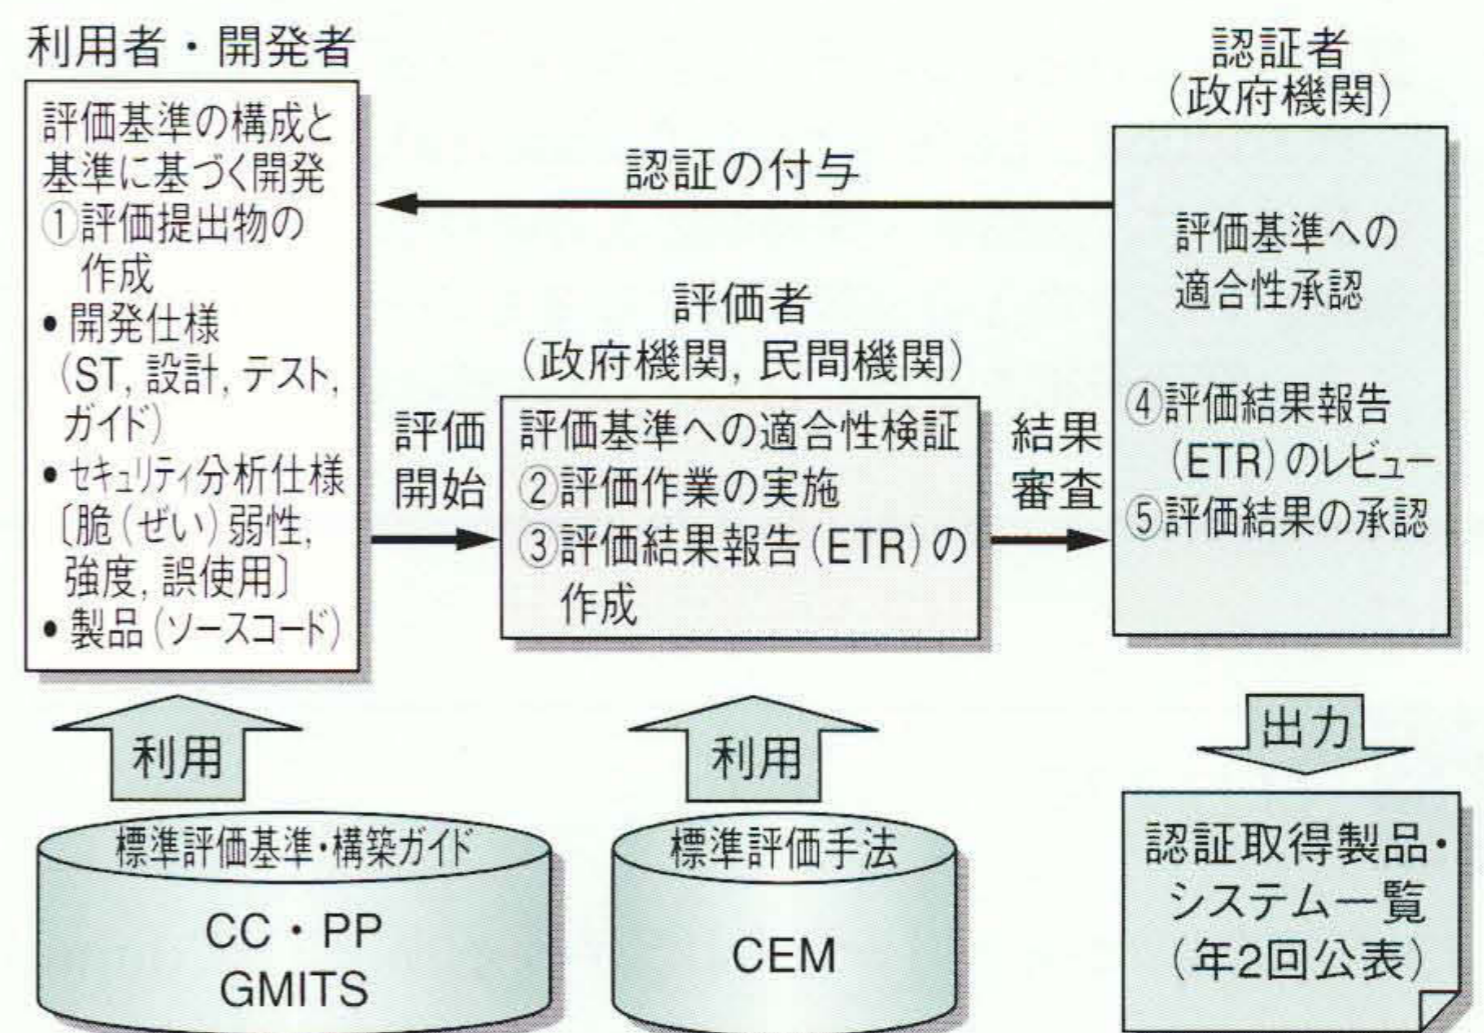 利用者・開発者
評価基準の構成と
基準に基づく開発
①評価提出物の
作成
• 開発仕様
(ST, 設計, テスト,
ガイド)
• セキュリティ分析仕様
〔脆(ぜい)弱性,
強度, 誤使用〕
• 製品(ソースコード)
認証の付与
評価
開始
評価者
(政府機関, 民間機関)
評価基準への適合性検証
②評価作業の実施
③評価結果報告(ETR)の
作成
結果
審査
認証者
(政府機関)
評価基準への
適合性承認
④評価結果報告
(ETR)のレビュー
⑤評価結果の承認
利用
標準評価基準・構築ガイド
CC・PP
GMITS
利用
標準評価手法
CEM
出力
認証取得製品・
システム一覧
(年2回公表)